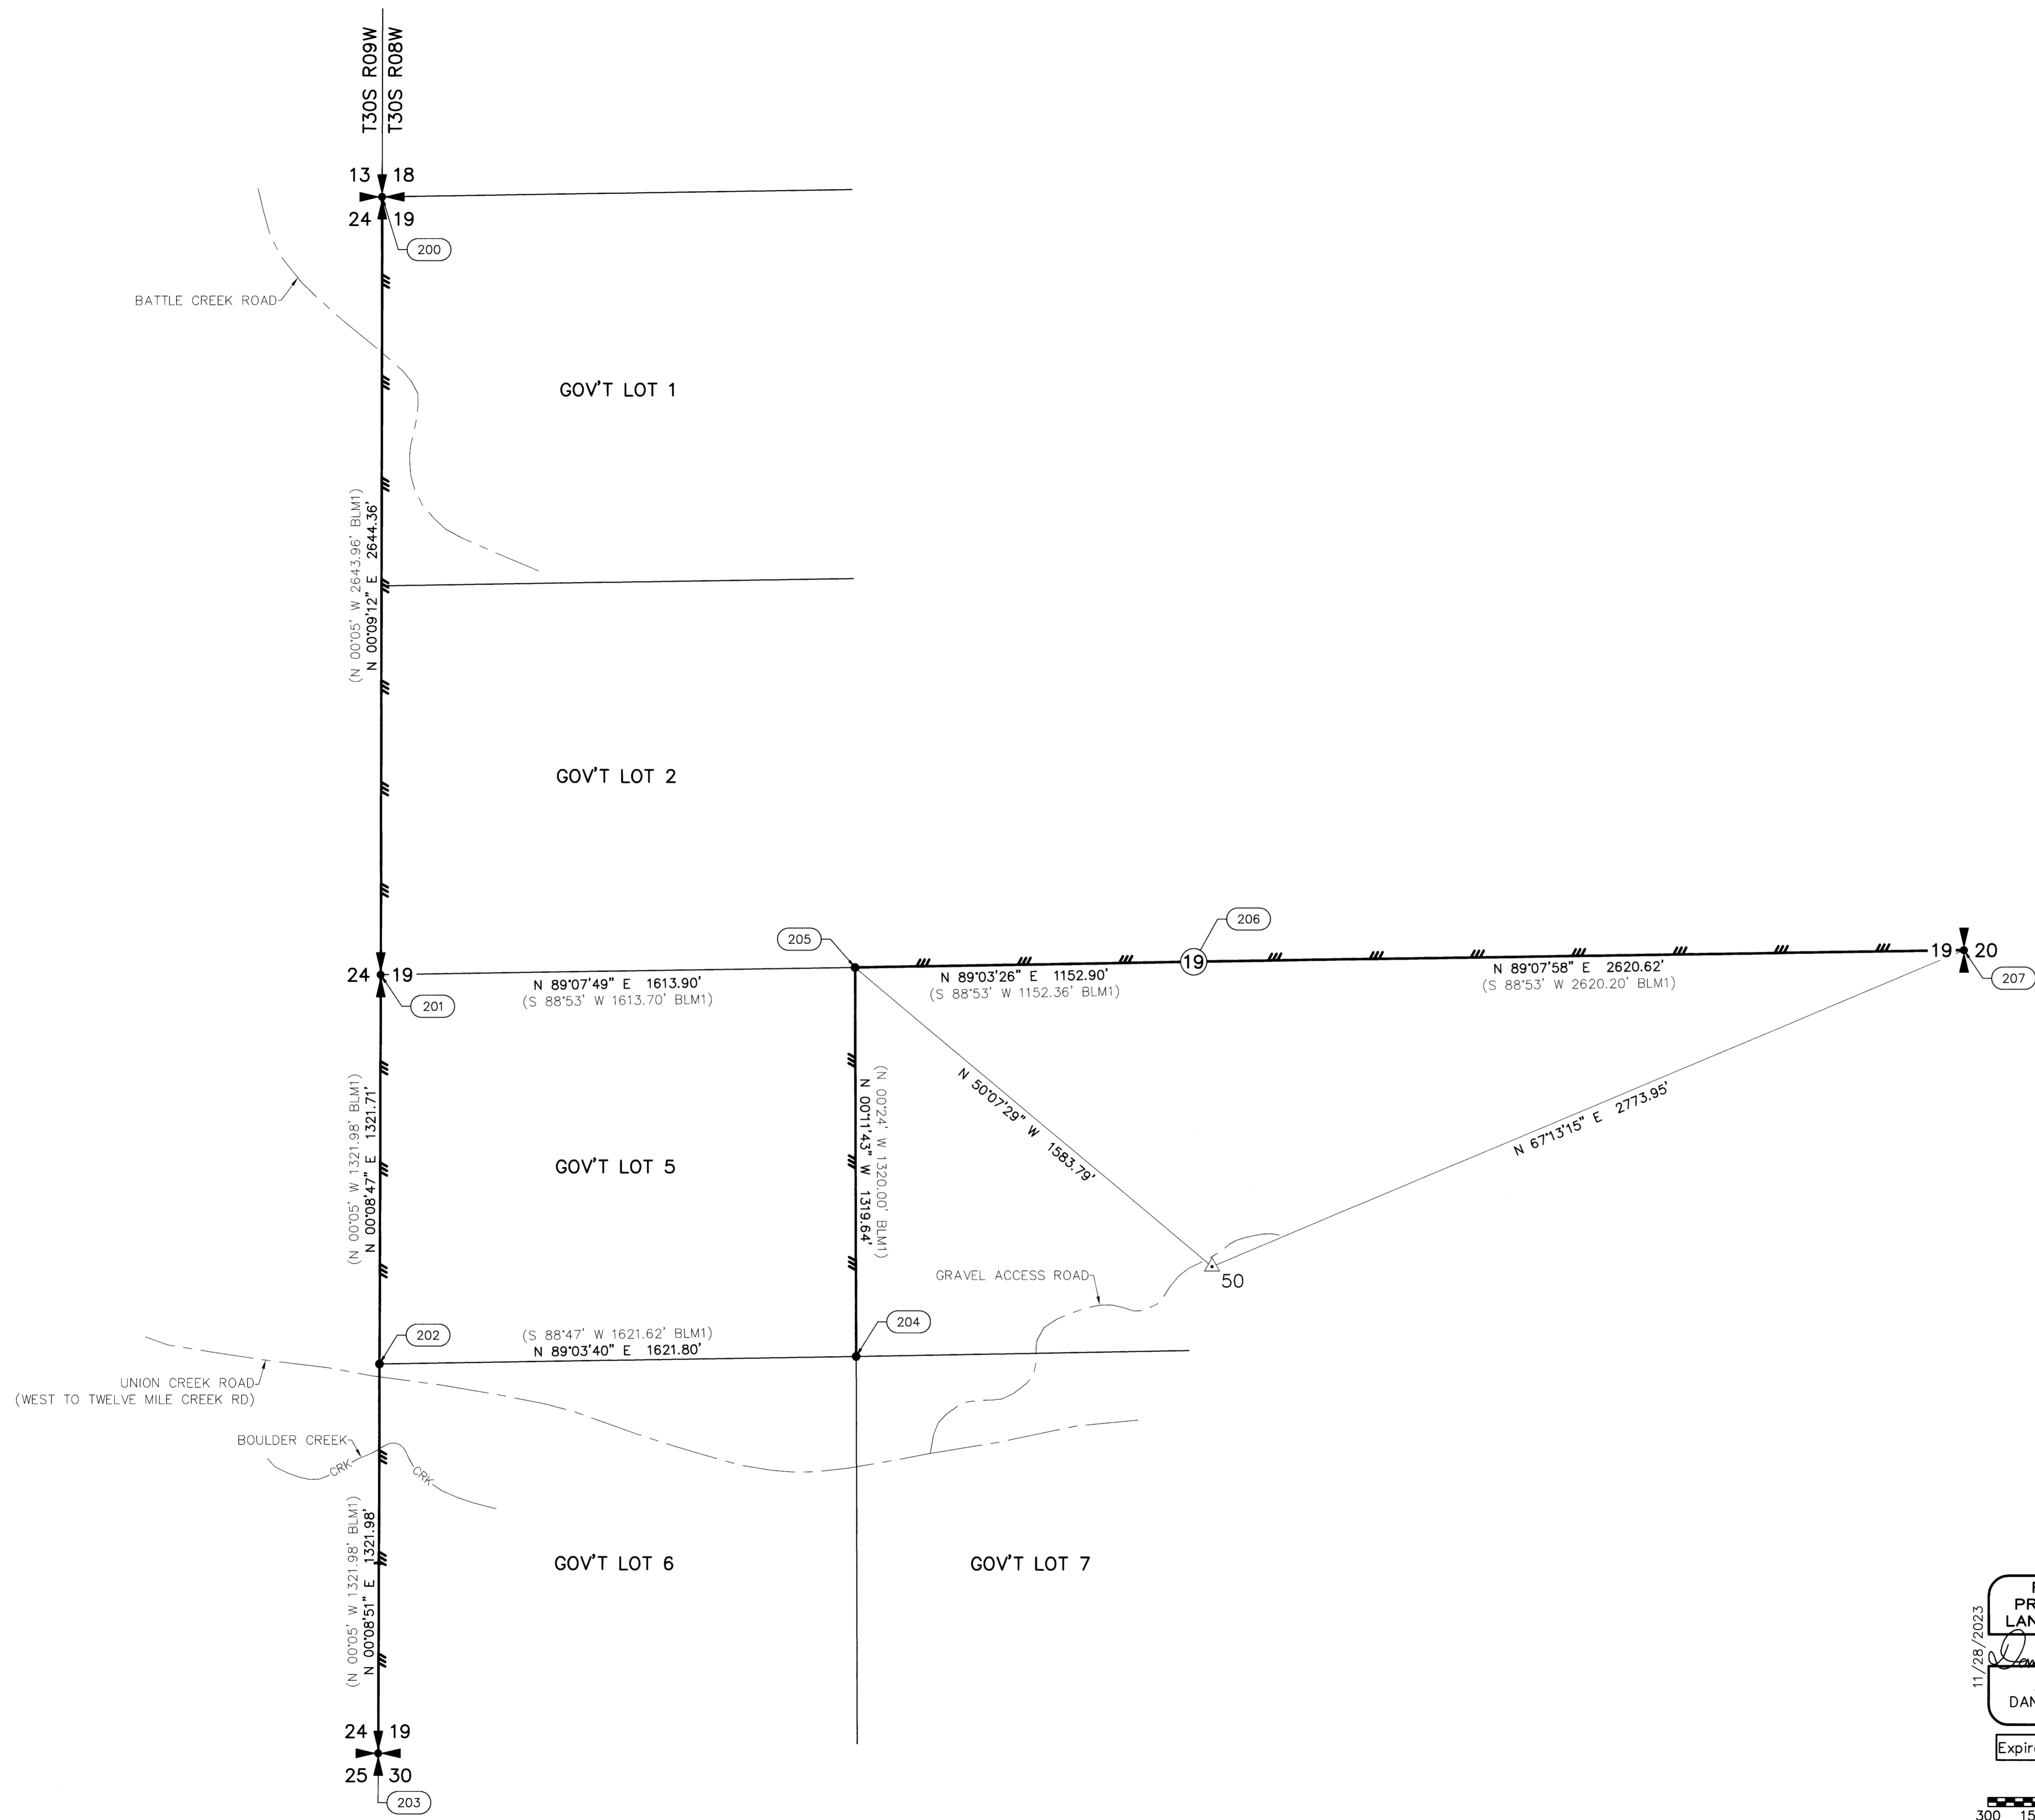 T30S R09W
T30S R08W
13 18
24 19
200
BATTLE CREEK ROAD
GOV'T LOT 1
(N 00°05' W 2643.96' BLM1)
N 00°09'12" E 2644.36'
GOV'T LOT 2
206
205
19
19 20
207
24 19
201
N 89°07'49" E 1613.90'
(S 88°53' W 1613.70' BLM1)
N 89°03'26" E 1152.90'
(S 88°53' W 1152.36' BLM1)
N 89°07'58" E 2620.62'
(S 88°53' W 2620.20' BLM1)
(N 00°05' W 1321.98' BLM1)
N 00°08'47" E 1321.71'
GOV'T LOT 5
(N 00°24' W 1320.00' BLM1)
N 00°11'43" W 1319.64'
N 50°07'29" W 1583.79'
N 67°13'15" E 2773.95'
GRAVEL ACCESS ROAD
50
202
(S 88°47' W 1621.62' BLM1)
N 89°03'40" E 1621.80'
204
UNION CREEK ROAD
(WEST TO TWELVE MILE CREEK RD)
BOULDER CREEK
CRK
CRK
(N 00°05' W 1321.98' BLM1)
N 00°08'51" E 1321.98'
GOV'T LOT 6
GOV'T LOT 7
24 19
25 30
203
11/28/2023
PR
LAN
DAN
Expir
300 15